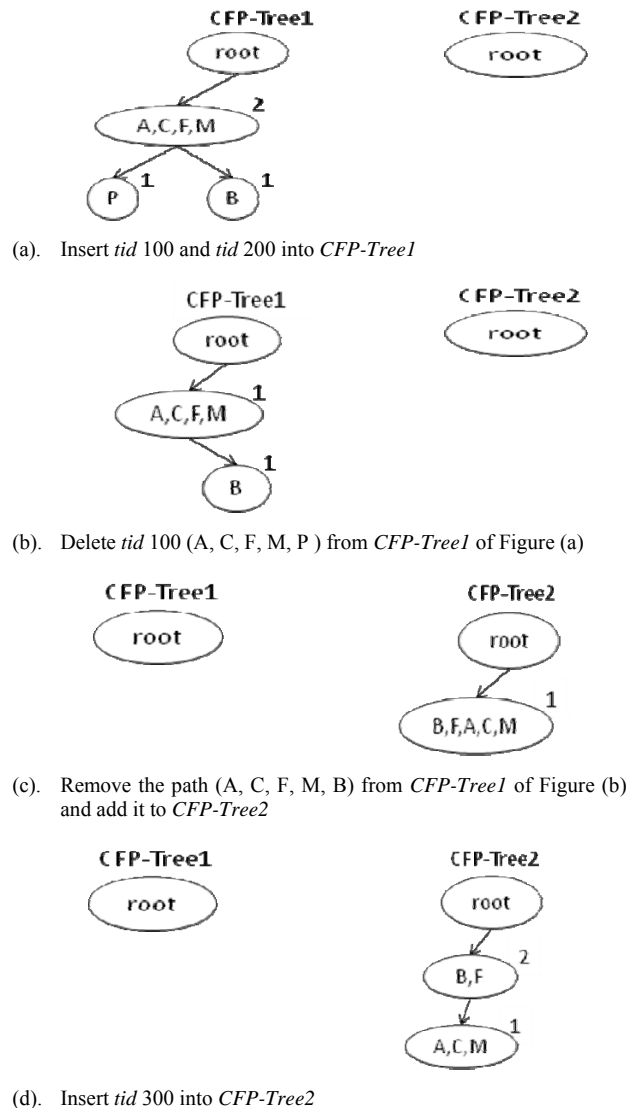 CFP-Tree1 CFP-Tree2
root root
2
A,C,F,M
1 1
P B
(a). Insert tid 100 and tid 200 into CFP-Tree1
CFP-Tree1 CFP-Tree2
root root
1
A,C,F,M
1
B
(b). Delete tid 100 (A, C, F, M, P ) from CFP-Tree1 of Figure (a)
CFP-Tree1 CFP-Tree2
root root
1
B,F,A,C,M
(c). Remove the path (A, C, F, M, B) from CFP-Tree1 of Figure (b)
and add it to CFP-Tree2
CFP-Tree1 CFP-Tree2
root root
2
B,F
1
A,C,M
(d). Insert tid 300 into CFP-Tree2